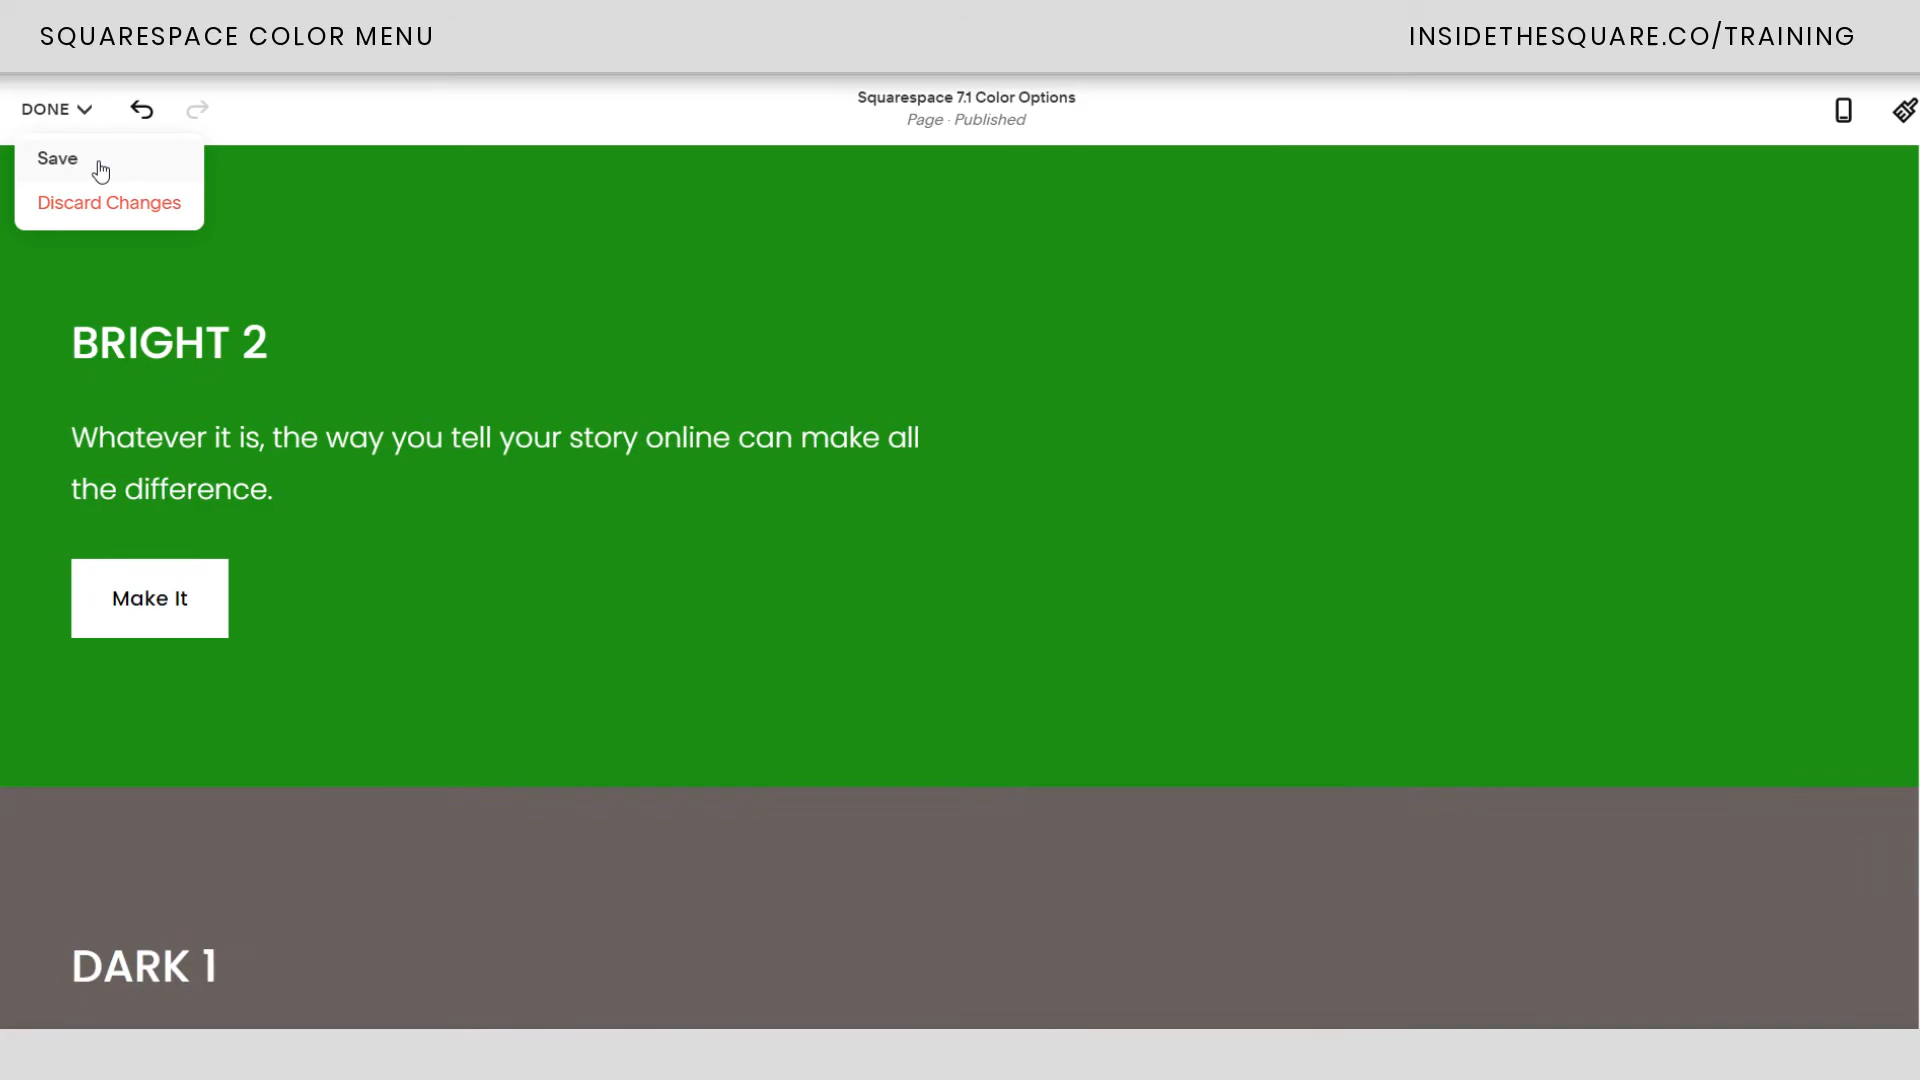 SQUARESPACE COLOR MENU
INSIDETHESQUARE.CO/TRAINING
DONE
Squarespace 7.1 Color Options
Page · Published
Save
Discard Changes
BRIGHT 2
Whatever it is, the way you tell your story online can make all
the difference.
Make It
DARK 1